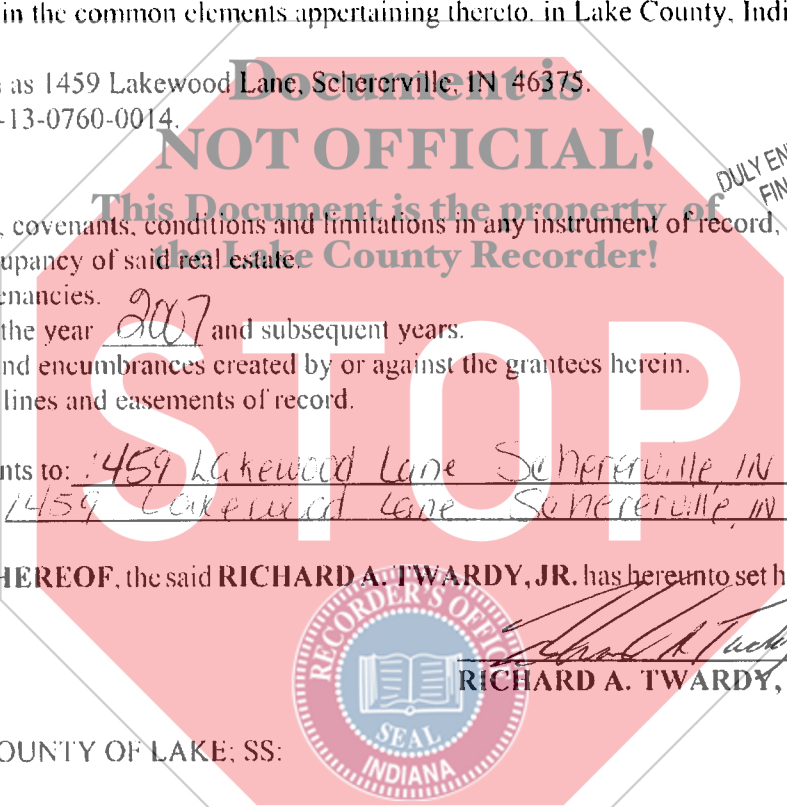 in the common elements appertaining thereto. in Lake County, Indi
as 1459 Lakewood Lane, Schererville, IN 46375.
Document is
-13-0760-0014.
NOT OFFICIAL!
DULY EN
FIN
This Document is the property of
, covenants, conditions and limitations in any instrument of record,
upancy of said real estate.
the Lake County Recorder!
enancies.
the year 2007 and subsequent years.
nd encumbrances created by or against the grantees herein.
lines and easements of record.
STOP
nts to: 1459 Lakewood Lane Schererville, IN
1459 Lakewood Lane Schererville, IN
HEREOF, the said RICHARD A. TWARDY, JR. has hereunto set h
RECORDER'S OFFICE
RICHARD A. TWARDY,
SEAL
INDIANA
OUNTY OF LAKE; SS: